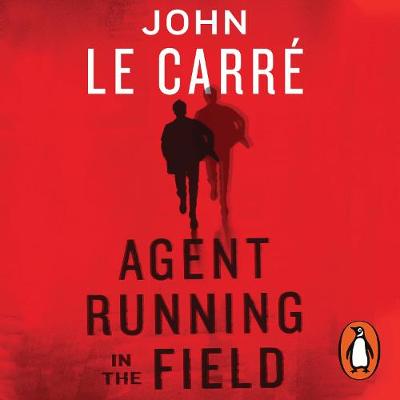 JOHN
LE CARRÉ
AGENT
RUNNING
IN THE FIELD